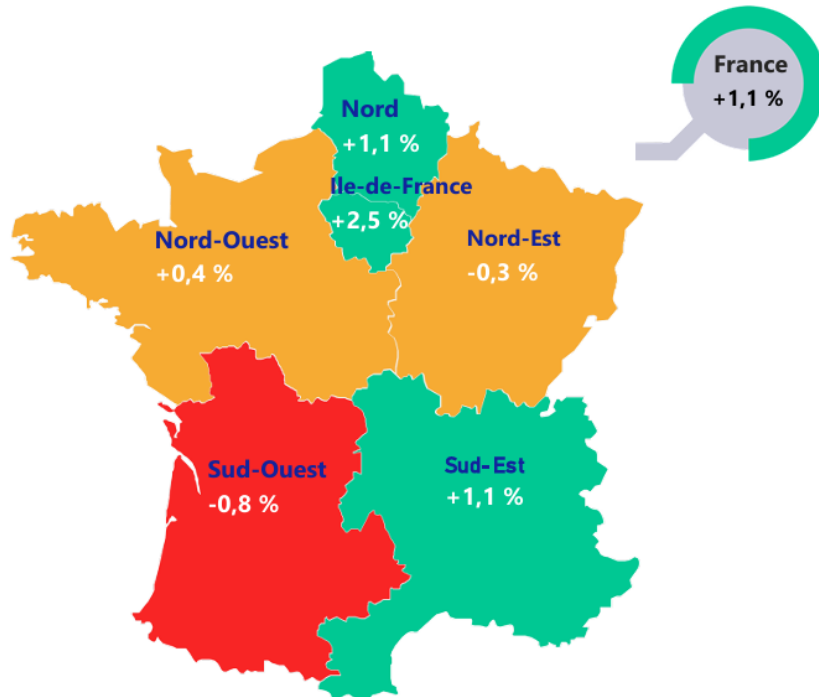 France
+1,1 %
Nord
+1,1 %
Ile-de-France
+2,5 %
Nord-Ouest
+0,4 %
Nord-Est
-0,3 %
Sud-Ouest
-0,8 %
Sud-Est
+1,1 %